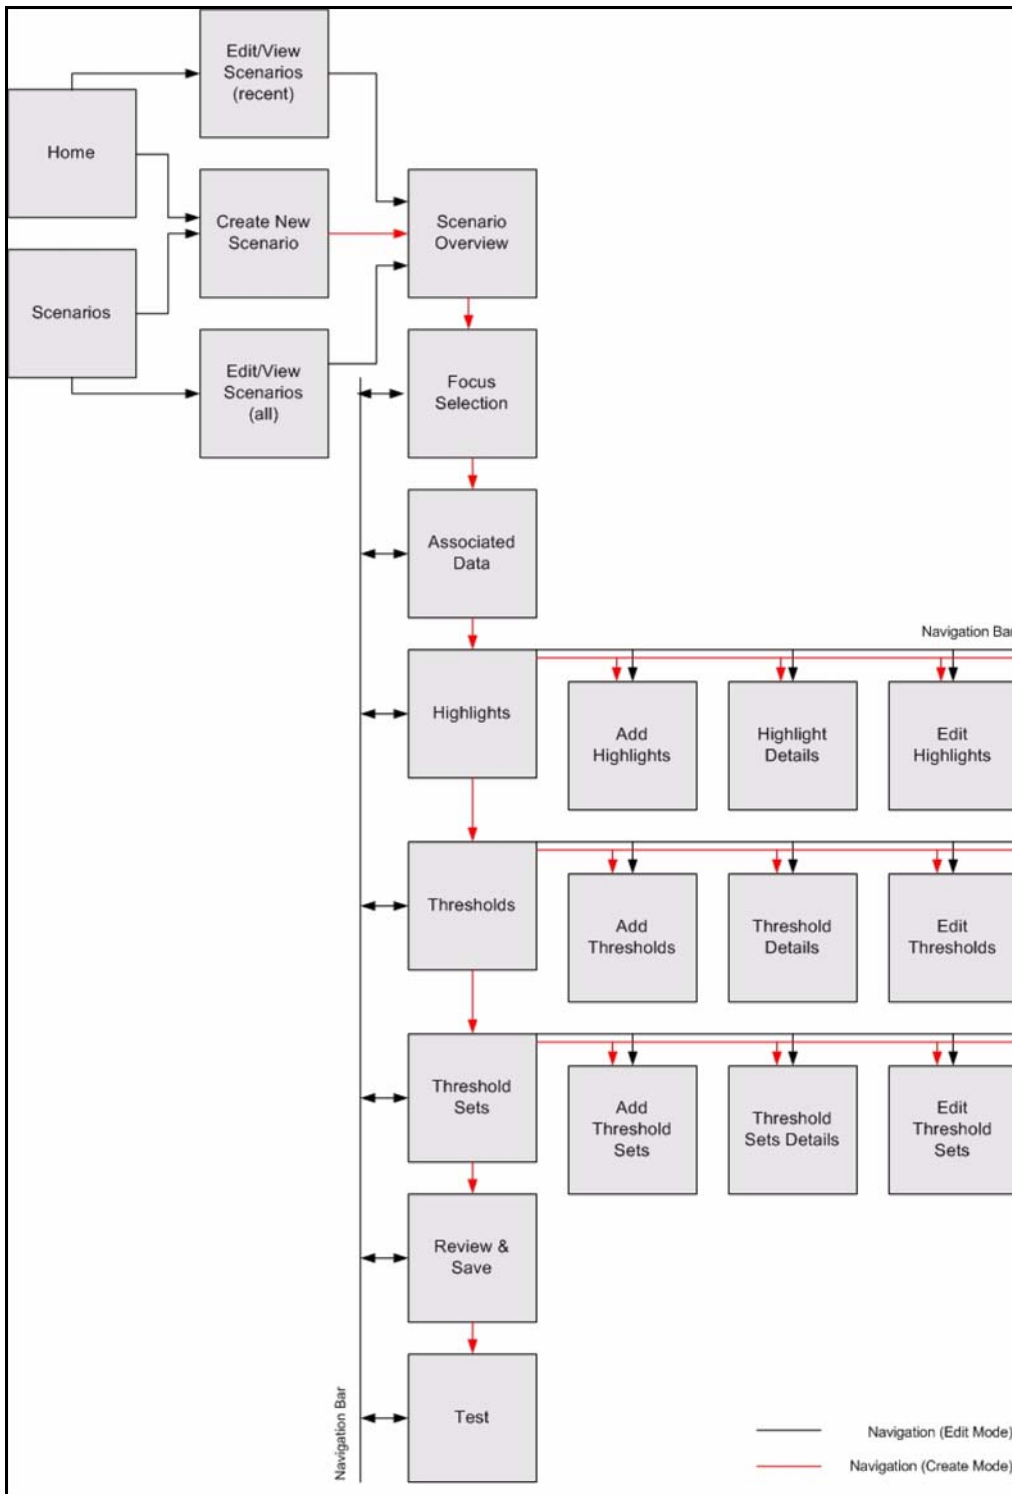 Edit/View
Scenarios
(recent)
Home
Create New
Scenario
Scenario
Overview
Scenarios
Edit/View
Scenarios
(all)
Focus
Selection
Associated
Data
Navigation Bar
Highlights
Add
Highlights
Highlight
Details
Edit
Highlights
Thresholds
Add
Thresholds
Threshold
Details
Edit
Thresholds
Threshold
Sets
Add
Threshold
Sets
Threshold
Sets Details
Edit
Threshold
Sets
Review &
Save
Navigation Bar
Test
Navigation (Edit Mode)
Navigation (Create Mode)